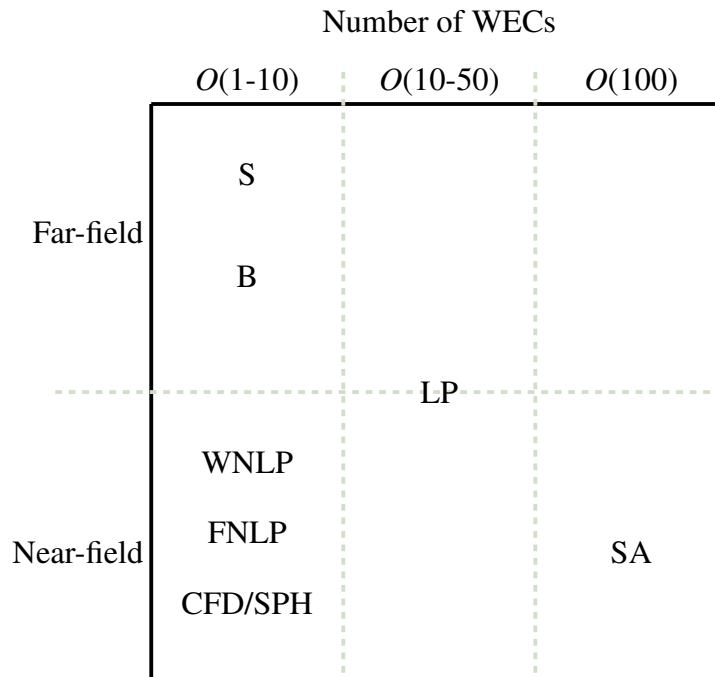 Number of WECs
O(1-10) O(10-50) O(100)
S
Far-field
B
LP
WNLP
FNLP
Near-field SA
CFD/SPH